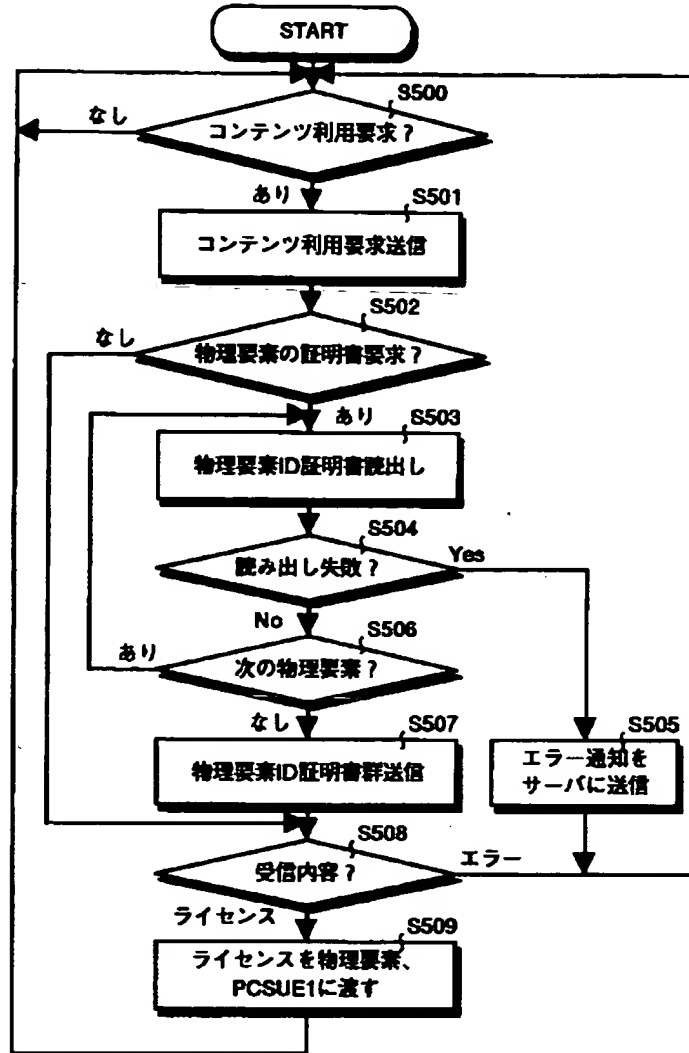 START
S500
なし
コンテンツ利用要求?
あり
S501
コンテンツ利用要求送信
S502
なし
物理要素の証明書要求?
あり
S503
物理要素ID証明書読出し
S504
読み出し失敗?
Yes
No
S506
あり
次の物理要素?
なし
S507
物理要素ID証明書群送信
S505
エラー通知を
サーバに送信
S508
受信内容?
エラー
ライセンス
S509
ライセンスを物理要素、
PCSUE1に渡す